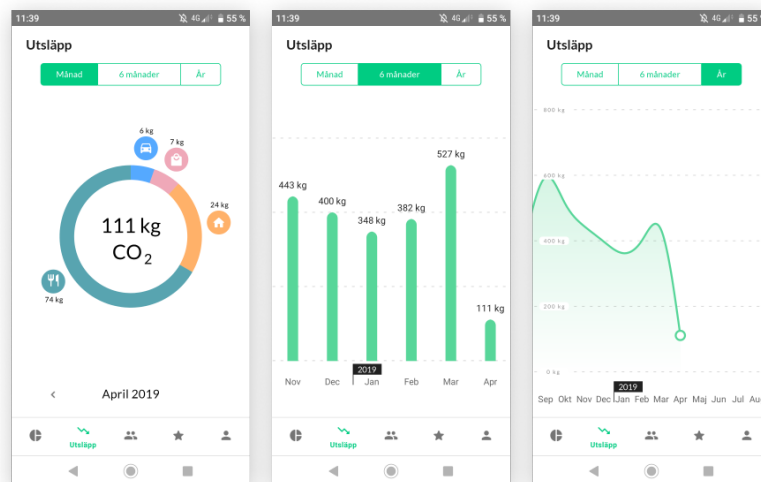 11:39 4G 55 %
Utsläpp
Månad 6 månader År
6 kg
7 kg
24 kg
111 kg
CO2
74 kg
April 2019
Utsläpp
11:39 4G 55 %
Utsläpp
Månad 6 månader År
527 kg
443 kg
400 kg
382 kg
348 kg
111 kg
2019
Nov Dec Jan Feb Mar Apr
Utsläpp
11:39 4G 55 %
Utsläpp
Månad 6 månader År
800 kg
600 kg
400 kg
200 kg
0 kg
2019
Sep Okt Nov Dec Jan Feb Mar Apr Maj Jun Jul Au
Utsläpp